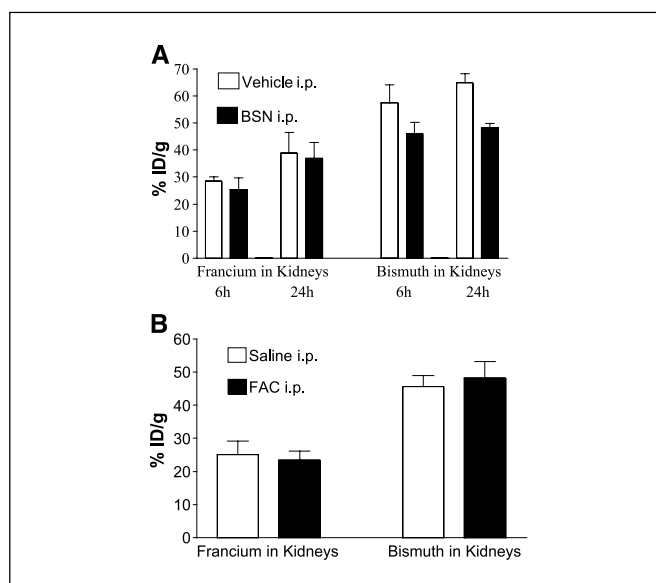 A
70
60
50
40
30
20
10
0
% ID/g
Vehicle i.p.
BSN i.p.
Francium in Kidneys Bismuth in Kidneys
6h 24h 6h 24h
B
60
50
40
30
20
10
0
% ID/g
Saline i.p.
FAC i.p.
Francium in Kidneys Bismuth in Kidneys